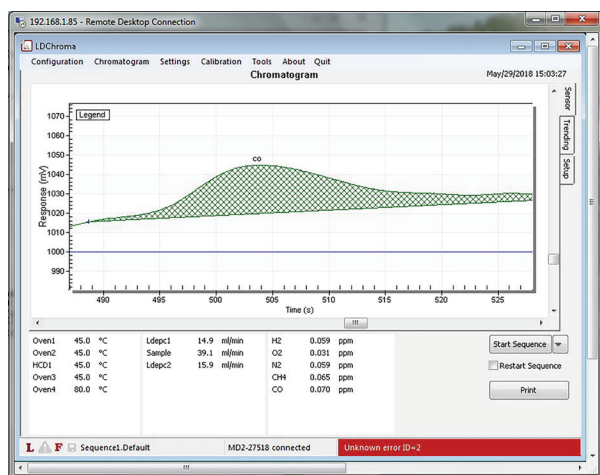 192.168.1.85 - Remote Desktop Connection
LDChroma
Configuration Chromatogram Settings Calibration Tools About Quit
Chromatogram May/29/2018 15:03:27
Legend
CO
Response (mV)
1070
1060
1050
1040
1030
1020
1010
1000
990
490 495 500 505 510 515 520 525
Time (s)
Sensor
Trending
Setup
Oven1 45.0 °C Ldepc1 14.9 ml/min H2 0.059 ppm
Oven2 45.0 °C Sample 39.1 ml/min O2 0.031 ppm
HCD1 45.0 °C Ldepc2 15.9 ml/min N2 0.059 ppm
Oven3 45.0 °C CH4 0.065 ppm
Oven4 80.0 °C CO 0.070 ppm
Start Sequence
Restart Sequence
Print
L F Sequence1.Default MD2-27518 connected Unknown error ID=2